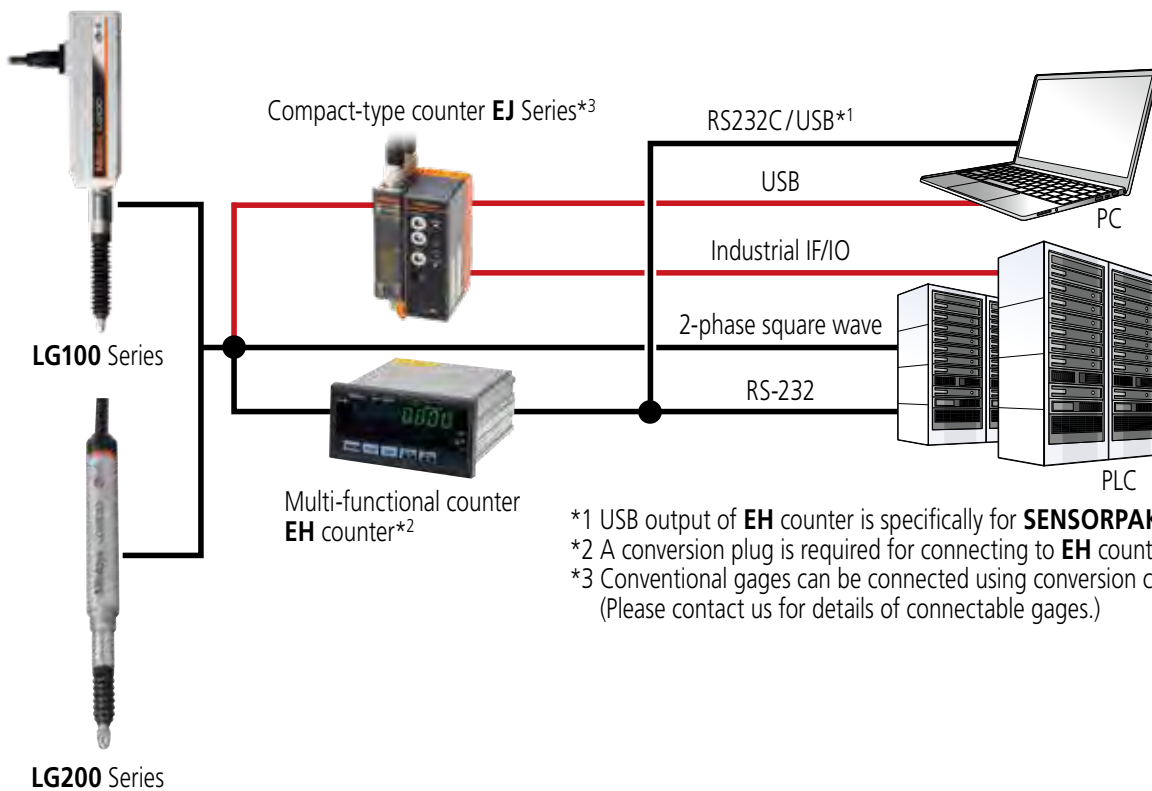 Compact-type counter EJ Series*3
RS232C/USB*1
USB
PC
Industrial IF/IO
2-phase square wave
LG100 Series
RS-232
0.000
PLC
Multi-functional counter
EH counter*2
*1 USB output of EH counter is specifically for SENSORPAK
*2 A conversion plug is required for connecting to EH
*3 Conventional gages can be connected using conversion
(Please contact us for details of connectable gages.)
LG200 Series